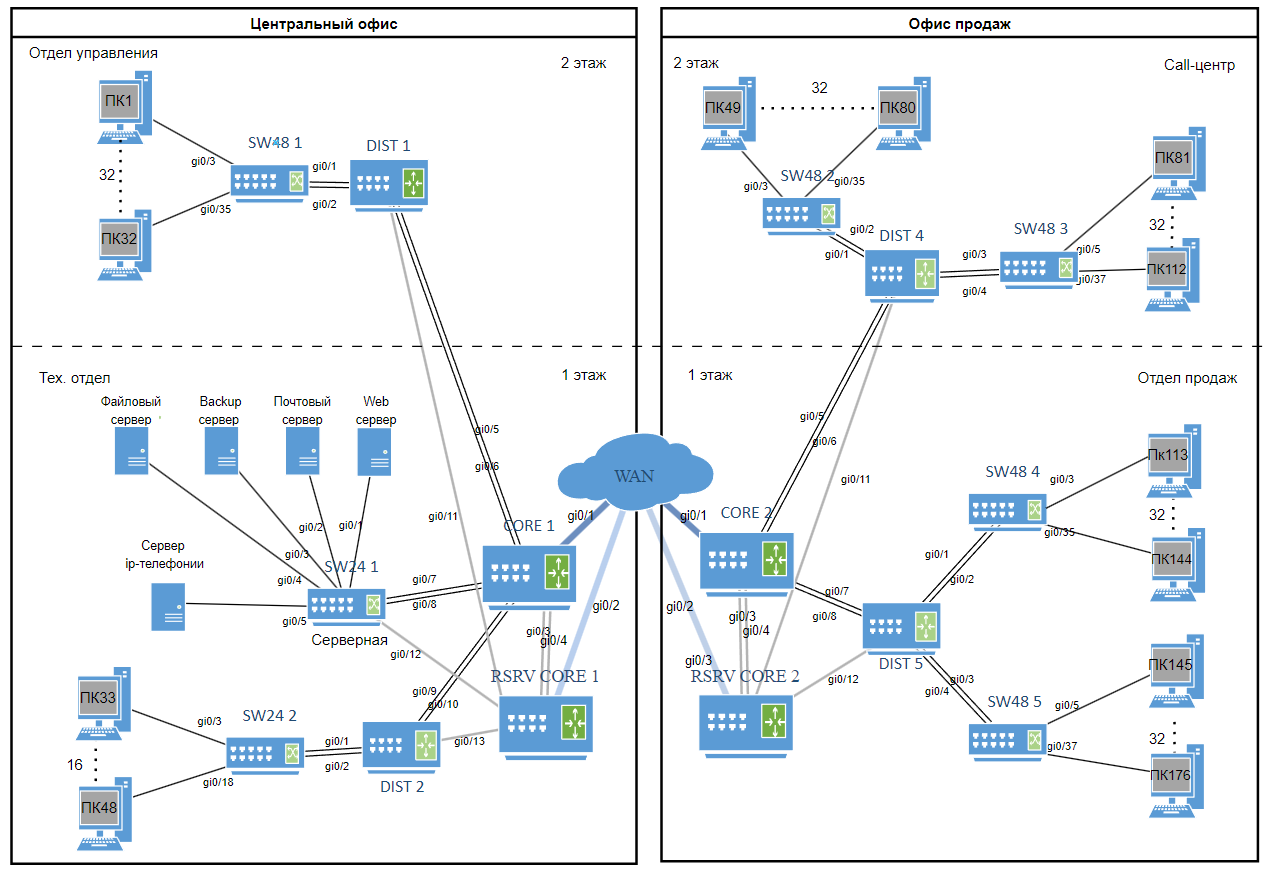 Центральный офис
Отдел управления
2 этаж
ПК1
32
ПК32
gi0/3
gi0/35
SW48 1
gi0/1
gi0/2
DIST 1
Тех. отдел
1 этаж
Файловый
сервер
Backup
сервер
Почтовый
сервер
Web
сервер
gi0/5
gi0/6
gi0/11
CORE 1
gi0/1
gi0/2
gi0/1
gi0/3
gi0/4
gi0/5
Сервер
ip-телефонии
SW24 1
Серверная
gi0/7
gi0/8
gi0/12
gi0/3
gi0/4
gi0/2
RSRV CORE 1
gi0/9
gi0/10
gi0/13
ПК33
16
ПК48
gi0/3
gi0/18
SW24 2
gi0/1
gi0/2
DIST 2
WAN
Офис продаж
2 этаж
Call-центр
ПК49
32
ПК80
gi0/3
SW48 2
gi0/35
gi0/2
gi0/1
DIST 4
gi0/3
gi0/4
SW48 3
gi0/5
gi0/37
ПК81
32
ПК112
1 этаж
Отдел продаж
gi0/5
gi0/6
gi0/11
gi0/1
CORE 2
gi0/2
gi0/3
gi0/4
gi0/3
RSRV CORE 2
gi0/7
gi0/8
gi0/12
DIST 5
gi0/1
gi0/2
gi0/3
gi0/4
SW48 4
gi0/3
gi0/35
Пк113
32
ПК144
SW48 5
gi0/5
gi0/37
ПК145
32
ПК176